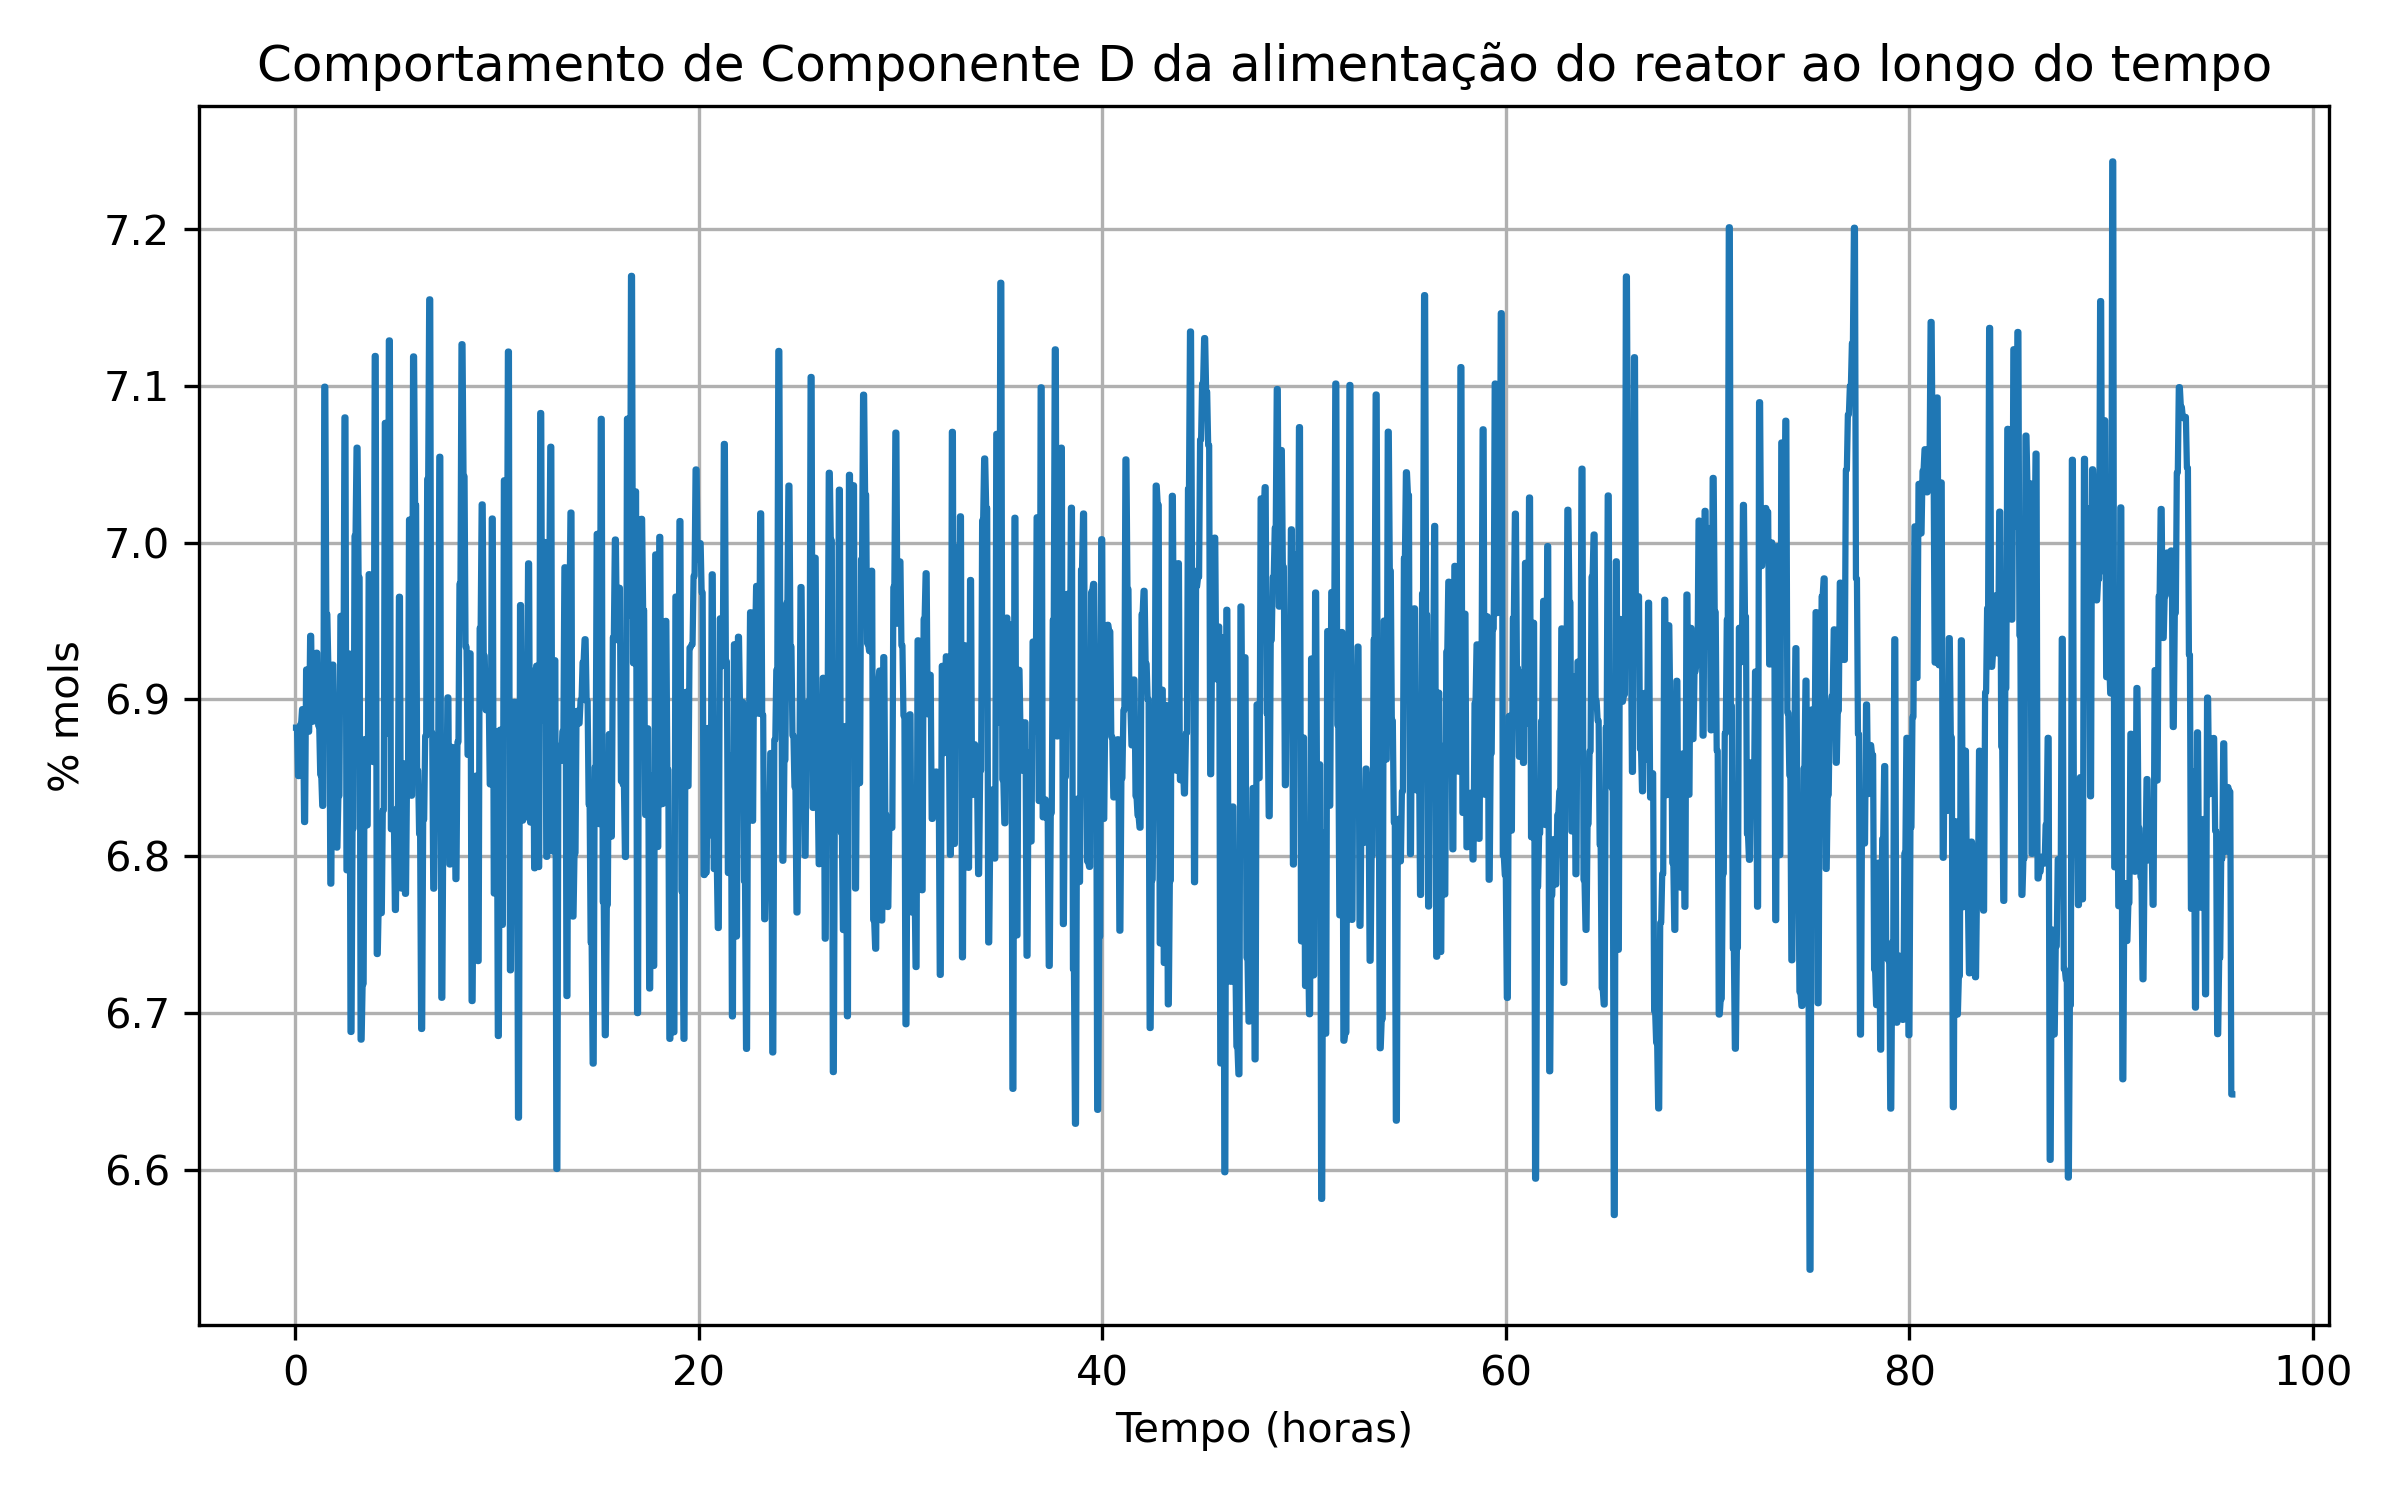 Comportamento de Componente D da alimentação do reator ao longo do tempo
7.2
7.1
7.0
6.9
6.8
6.7
6.6
% mols
0 20 40 60 80 100
Tempo (horas)